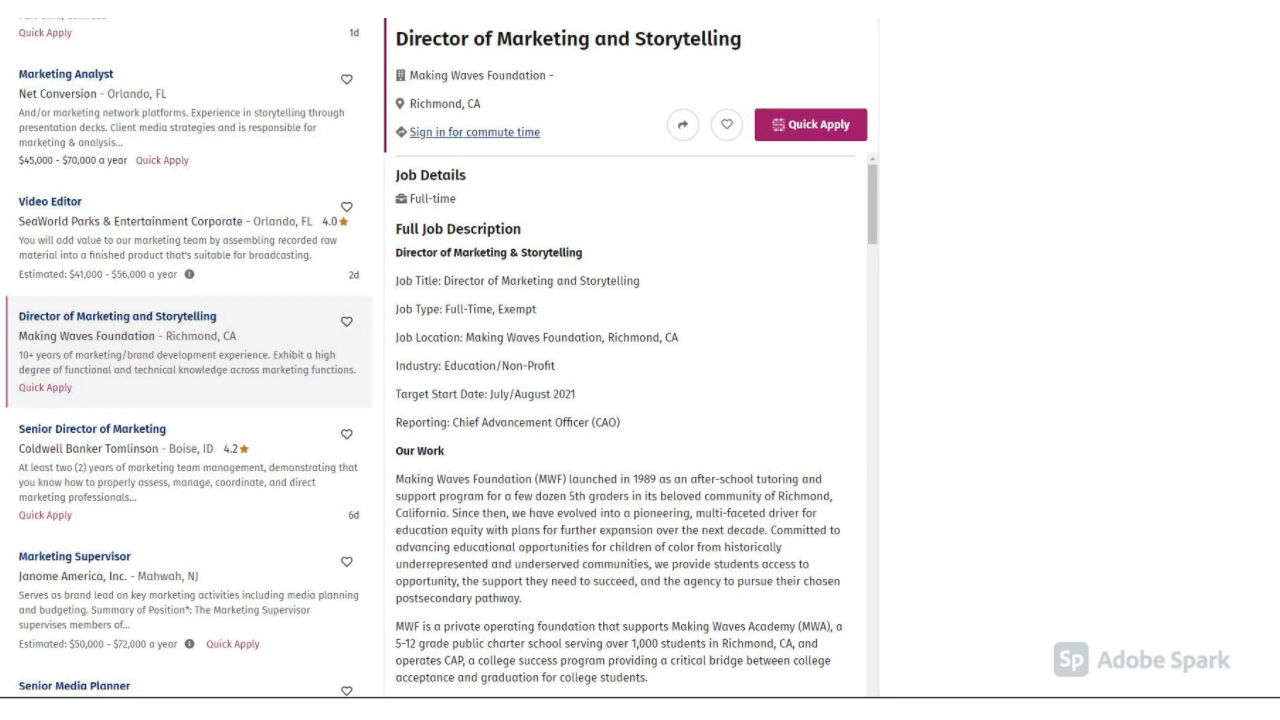 Quick Apply 1d
Marketing Analyst
Net Conversion - Orlando, FL
And/or marketing network platforms. Experience in storytelling through
presentation decks. Client media strategies and is responsible for
marketing & analysis...
$45,000 - $70,000 a year Quick Apply
Video Editor
SeaWorld Parks & Entertainment Corporate - Orlando, FL 4.0
You will add value to our marketing team by assembling recorded raw
material into a finished product that's suitable for broadcasting.
Estimated: $41,000 - $56,000 a year
2d
Director of Marketing and Storytelling
Making Waves Foundation - Richmond, CA
10+ years of marketing/brand development experience. Exhibit a high
degree of functional and technical knowledge across marketing functions.
Quick Apply
Senior Director of Marketing
Coldwell Banker Tomlinson - Boise, ID 4.2
At least two (2) years of marketing team management, demonstrating that
you know how to properly assess, manage, coordinate, and direct
marketing professionals...
Quick Apply 6d
Marketing Supervisor
Janome America, Inc. - Mahwah, NJ
Serves as brand lead on key marketing activities including media planning
and budgeting. Summary of Position*: The Marketing Supervisor
supervises members of...
Estimated: $50,000 - $72,000 a year Quick Apply
Senior Media Planner
Director of Marketing and Storytelling
Making Waves Foundation -
Richmond, CA
Sign in for commute time
Quick Apply
Job Details
Full-time
Full Job Description
Director of Marketing & Storytelling
Job Title: Director of Marketing and Storytelling
Job Type: Full-Time, Exempt
Job Location: Making Waves Foundation, Richmond, CA
Industry: Education/Non-Profit
Target Start Date: July/August 2021
Reporting: Chief Advancement Officer (CAO)
Our Work
Making Waves Foundation (MWF) launched in 1989 as an after-school tutoring and
support program for a few dozen 5th graders in its beloved community of Richmond,
California. Since then, we have evolved into a pioneering, multi-faceted driver for
education equity with plans for further expansion over the next decade. Committed to
advancing educational opportunities for children of color from historically
underrepresented and underserved communities, we provide students access to
opportunity, the support they need to succeed, and the agency to pursue their chosen
postsecondary pathway.
MWF is a private operating foundation that supports Making Waves Academy (MWA), a
5-12 grade public charter school serving over 1,000 students in Richmond, CA, and
operates CAP, a college success program providing a critical bridge between college
acceptance and graduation for college students.
Sp Adobe Spark